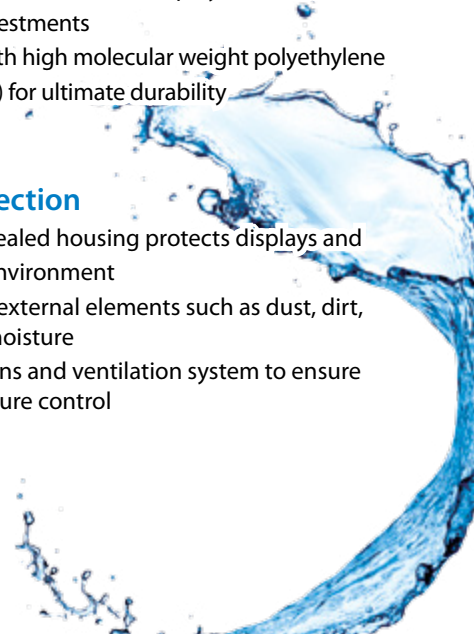 estments
th high molecular weight polyethylene
) for ultimate durability
ection
ealed housing protects displays and
nvironment
external elements such as dust, dirt,
noisture
ns and ventilation system to ensure
ure control